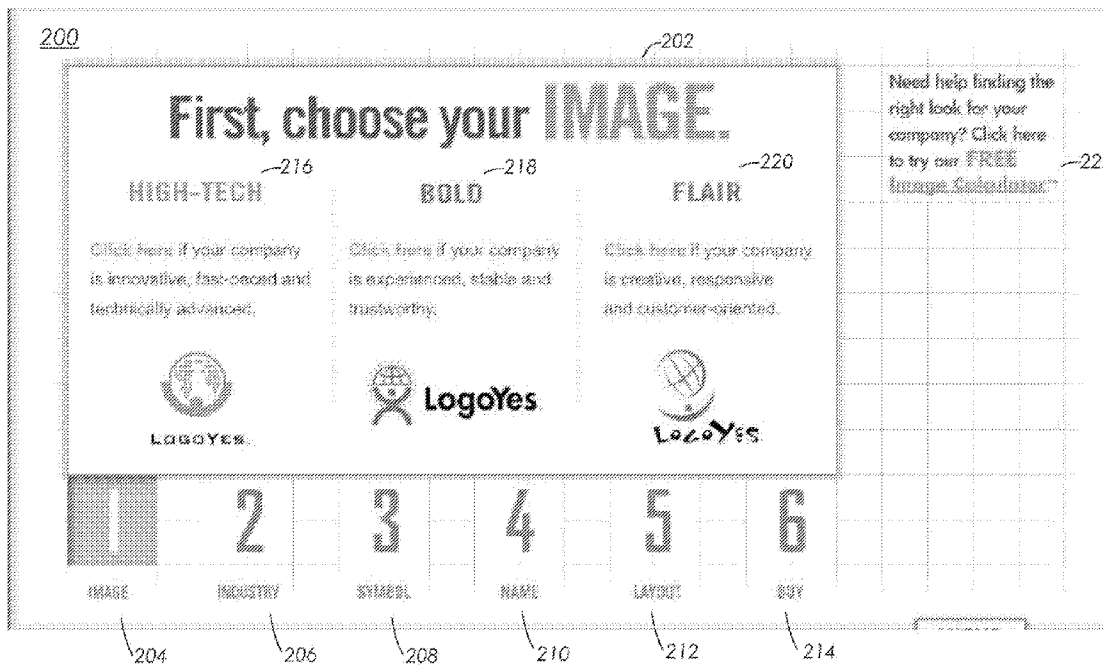 200
202
First, choose your IMAGE.
216
218
220
HIGH-TECH
BOLD
FLAIR
Click here if your company
is innovative, fast-paced and
technically advanced.
Click here if your company
is experienced, stable and
trustworthy.
Click here if your company
is creative, responsive
and customer-oriented.
LOGOYES.
LogoYes
LOGOYES
Need help finding the
right look for your
company? Click here
to try our FREE
Image Calculator™
1
2
3
4
5
6
IMAGE
INDUSTRY
SYMBOL
NAME
LAYOUT
BUY
204
206
208
210
212
214